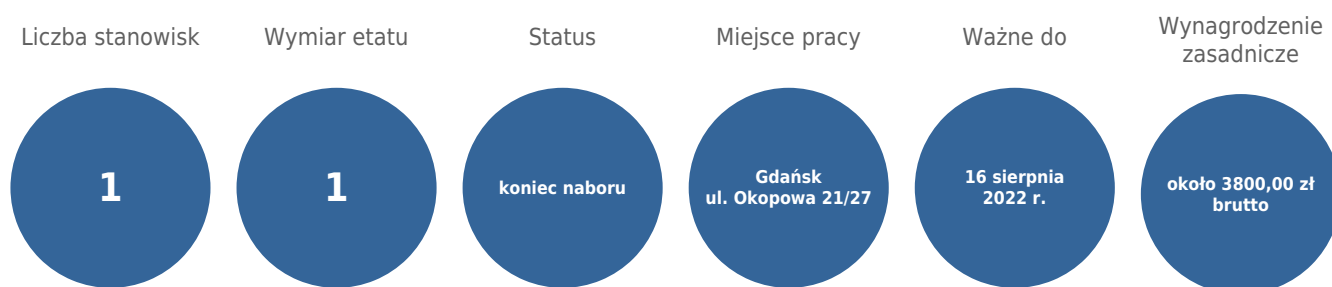 Liczba stanowisk
1
Wymiar etatu
1
Status
koniec naboru
Miejsce pracy
Gdańsk
ul. Okopowa 21/27
Ważne do
16 sierpnia
2022 r.
Wynagrodzenie
zasadnicze
około 3800,00 zł
brutto